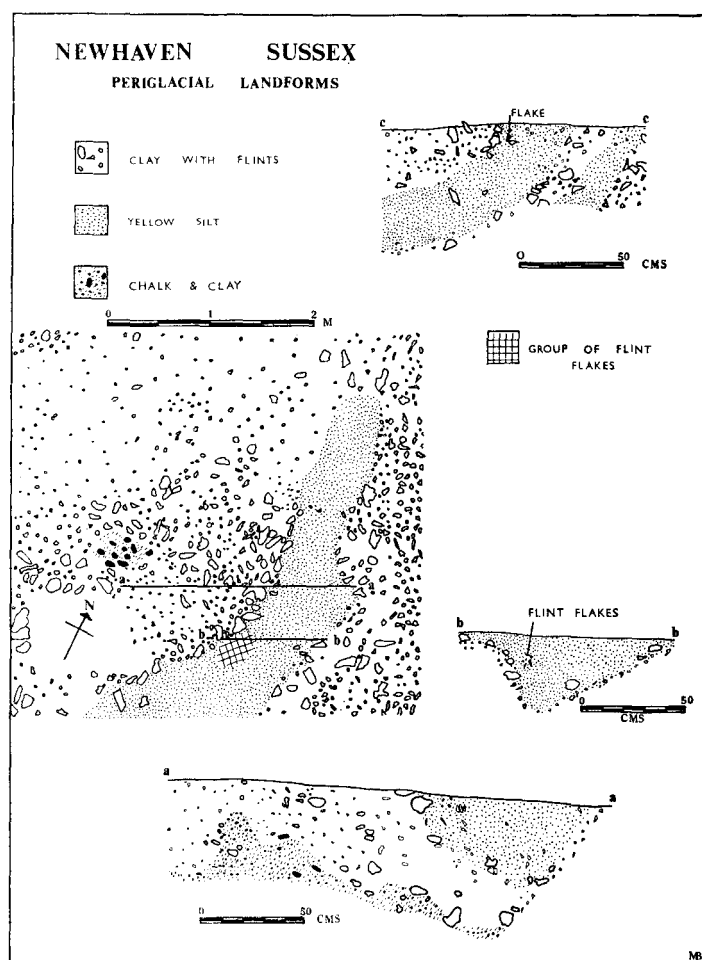 NEWHAVEN SUSSEX
PERIGLACIAL LANDFORMS
CLAY WITH FLINTS
YELLOW SILT
CHALK & CLAY
0 1 2
M
c FLAKE c
0 50
CMS
GROUP OF FLINT
FLAKES
N
a a
b b
b FLINT FLAKES b
0 50
CMS
a a
0 50 CMS
MB